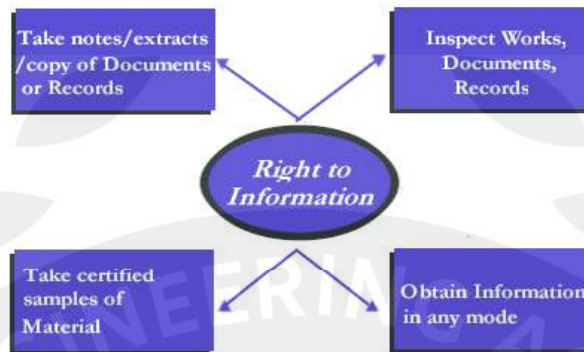 Take notes/extracts
/copy of Documents
or Records
Inspect Works,
Documents,
Records
Right to
Information
Take certified
samples of
Material
Obtain Information
in any mode
INEERING A